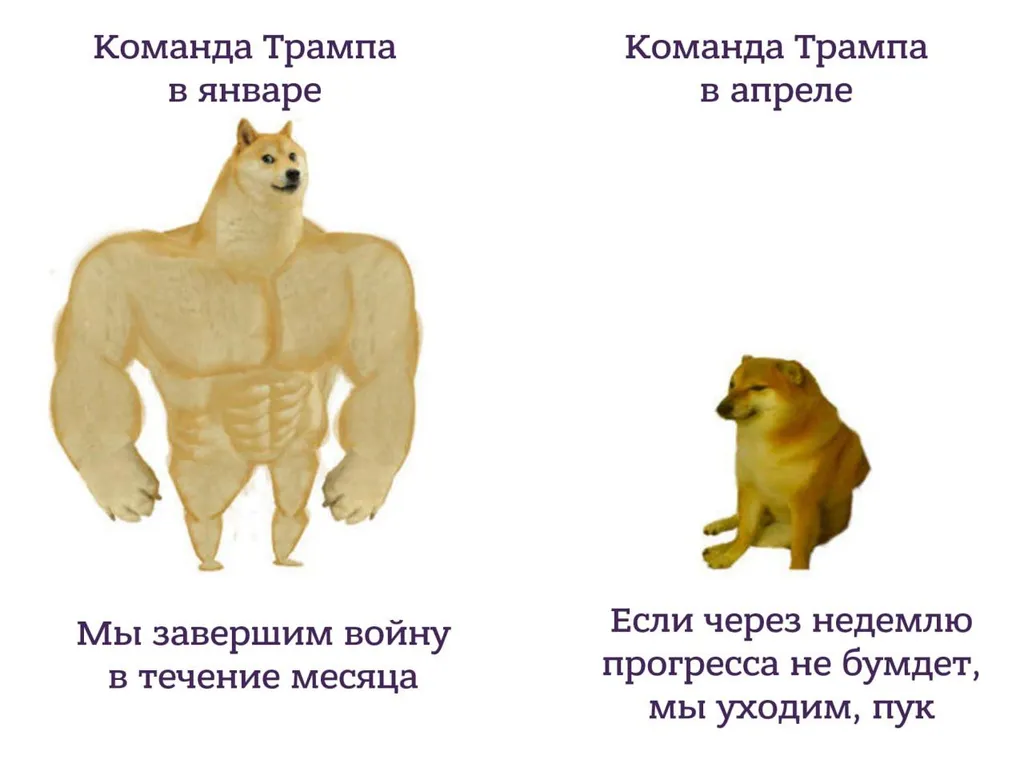 Команда Трампа
в январе
Команда Трампа
в апреле
Мы завершим войну
в течение месяца
Если через недемлю
прогресса не бумдет,
мы уходим, пук